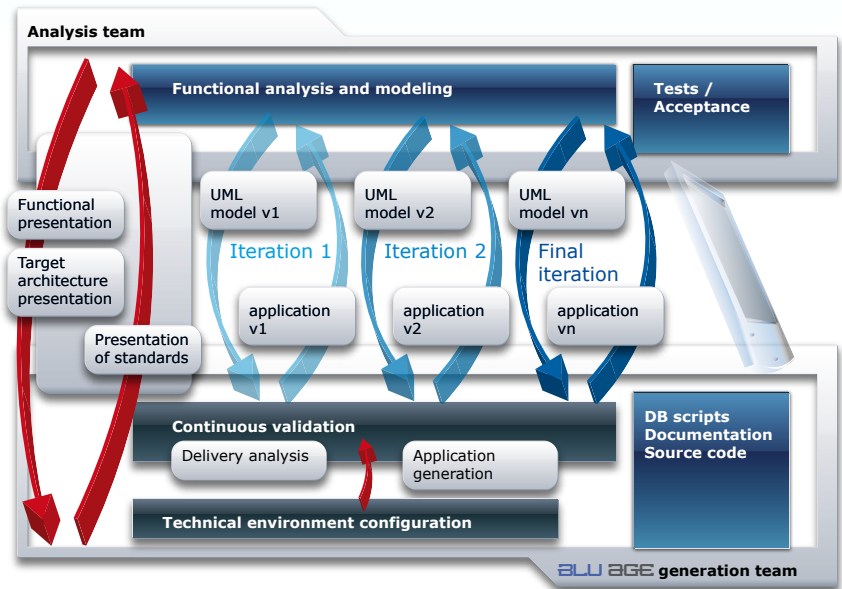 Analysis team
Functional analysis and modeling
Tests /
Acceptance
Functional
presentation
Target
architecture
presentation
Presentation
of standards
UML
model v1
Iteration 1
application
v1
UML
model v2
Iteration 2
application
v2
UML
model vn
Final
iteration
application
vn
Continuous validation
Delivery analysis
Application
generation
Technical environment configuration
DB scripts
Documentation
Source code
BLU AGE generation team